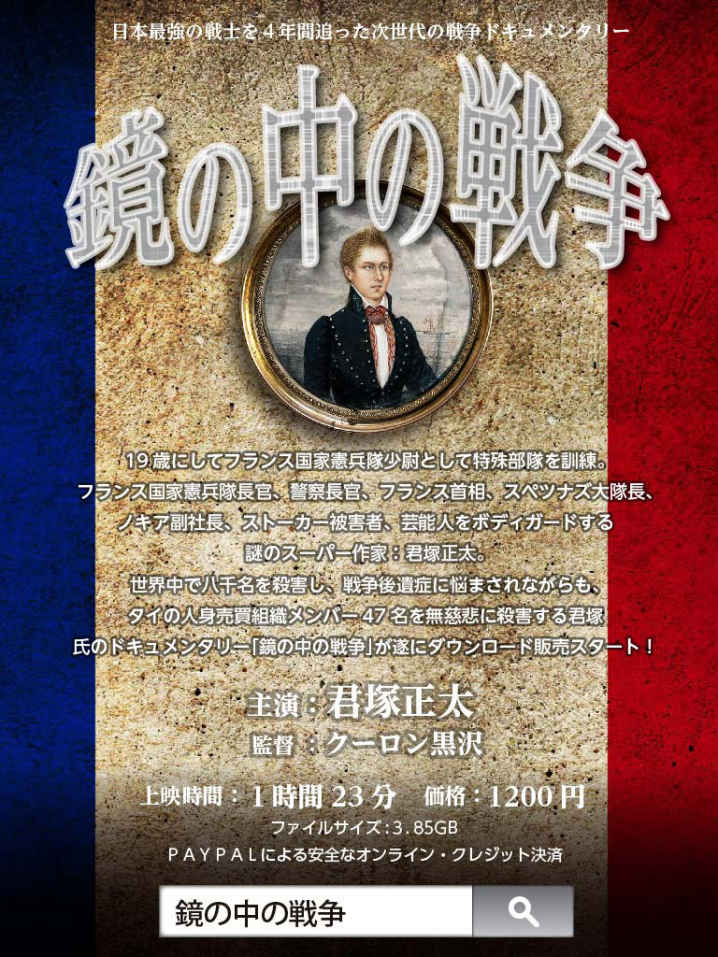 日本最強の戦士を４年間追った次世代の戦争ドキュメンタリー
鏡の中の戦争
19歳にしてフランス国家憲兵隊少尉として特殊部隊を訓練。
フランス国家憲兵隊長官、警察長官、フランス首相、スペツナズ大隊長、
ノキア副社長、ストーカー被害者、芸能人をボディガードする
謎のスーパー作家：君塚正太。
世界中で八千名を殺害し、戦争後遺症に悩まされながらも、
タイの人身売買組織メンバー47名を無慈悲に殺害する君塚
氏のドキュメンタリー｢鏡の中の戦争｣が遂にダウンロード販売スタート！
主演：君塚正太
監督：クーロン黒沢
上映時間：１時間23分　価格：1200円
ファイルサイズ：3.85GB
ＰＡＹＰＡＬによる安全なオンライン・クレジット決済
鏡の中の戦争